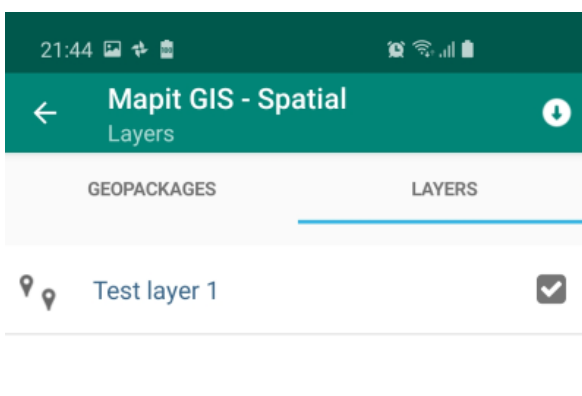 21:44
Mapit GIS - Spatial
Layers
GEOPACKAGES LAYERS
Test layer 1